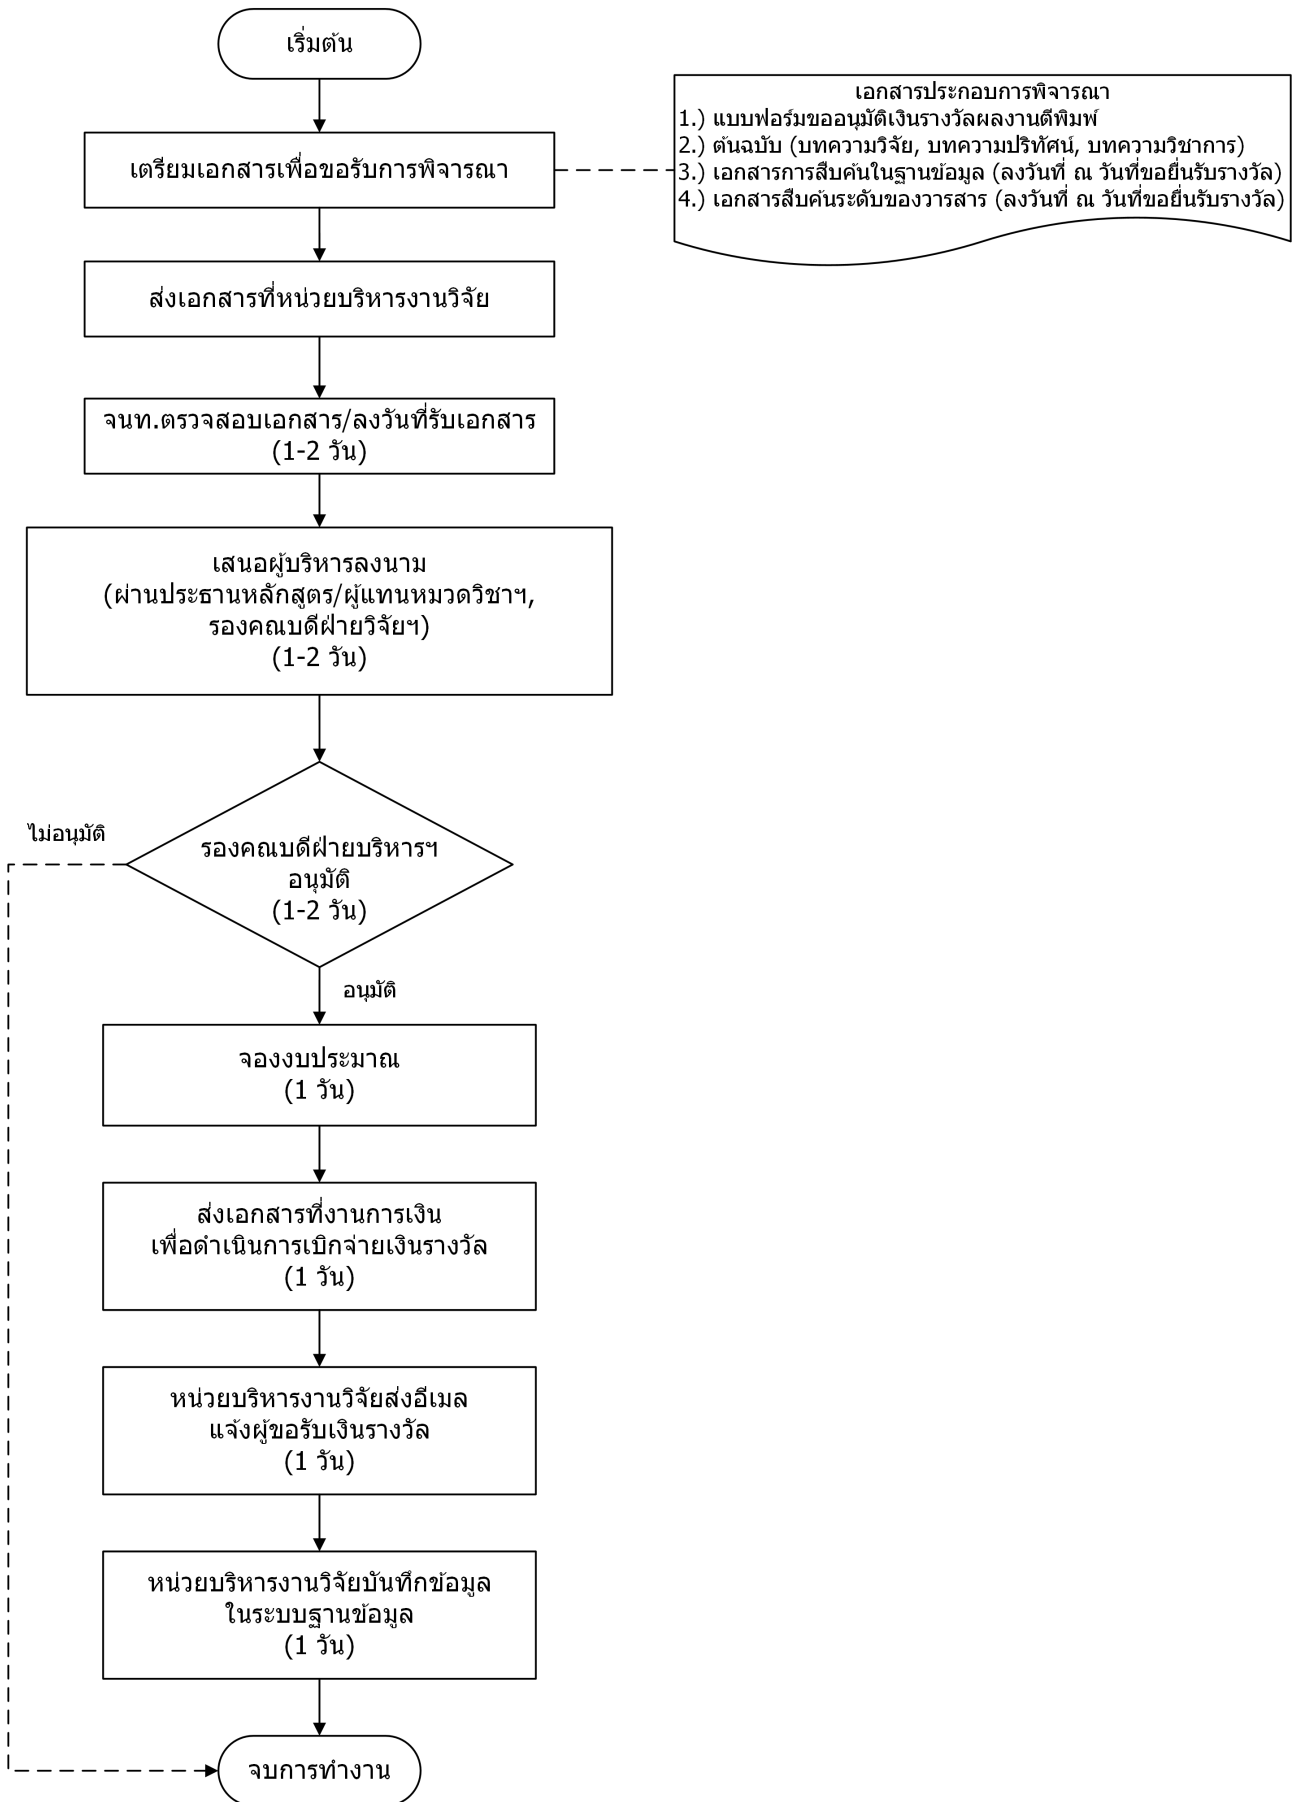 เริ่มต้น
เอกสารประกอบการพิจารณา
1.) แบบฟอร์มขออนุมัติเงินรางวัลผลงานตีพิมพ์
2.) ต้นฉบับ (บทความวิจัย, บทความปริทัศน์, บทความวิชาการ)
3.) เอกสารการสืบค้นในฐานข้อมูล (ลงวันที่ ณ วันที่ขอยื่นรับรางวัล)
4.) เอกสารสืบค้นระดับของวารสาร (ลงวันที่ ณ วันที่ขอยื่นรับรางวัล)
เตรียมเอกสารเพื่อขอรับการพิจารณา
ส่งเอกสารที่หน่วยบริหารงานวิจัย
จนท.ตรวจสอบเอกสาร/ลงวันที่รับเอกสาร
(1-2 วัน)
เสนอผู้บริหารลงนาม
(ผ่านประธานหลักสูตร/ผู้แทนหมวดวิชาฯ,
รองคณบดีฝ่ายวิจัยฯ)
(1-2 วัน)
ไม่อนุมัติ
รองคณบดีฝ่ายบริหารฯ
อนุมัติ
(1-2 วัน)
อนุมัติ
จองงบประมาณ
(1 วัน)
ส่งเอกสารที่งานการเงิน
เพื่อดำเนินการเบิกจ่ายเงินรางวัล
(1 วัน)
หน่วยบริหารงานวิจัยส่งอีเมล
แจ้งผู้ขอรับเงินรางวัล
(1 วัน)
หน่วยบริหารงานวิจัยบันทึกข้อมูล
ในระบบฐานข้อมูล
(1 วัน)
จบการทำงาน